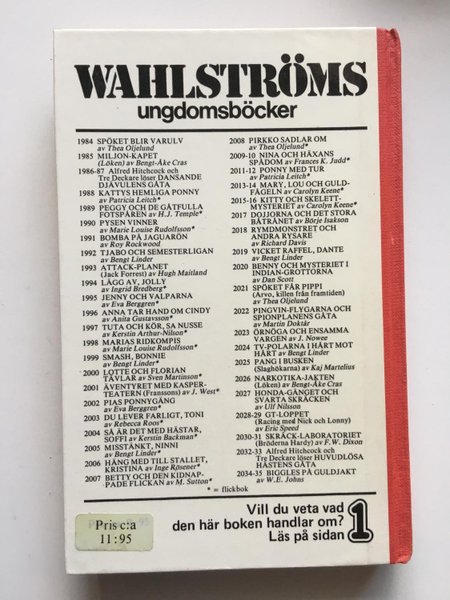 WAHLSTRÖMS
ungdomsböcker
1984 SPÖKET BLIR VARULV
av Thea Oljelund
1985 MILJON-KAPET
(Löken) av Bengt-Åke Cras
1986-87 Alfred Hitchcock och
Tre Deckare löser DANSANDE
DJÄVULENS GÅTA
1988 KATTYS HEMLIGA PONNY
av Patricia Leitch*
1989 PEGGY OCH DE GÅTFULLA
FOTSPÅREN av H.J. Temple*
1990 PYSEN VINNER
av Marie Louise Rudolfsson*
1991 BOMBA PÅ JAGUARÖN
av Roy Rockwood
1992 TJABO OCH SEMESTERLIGAN
av Bengt Linder
1993 ATTACK-PLANET
(Jack Forrest) av Hugh Maitland
1994 LÄGG AV, JOLLY
av Ingrid Bredberg*
1995 JENNY OCH VALPARNA
av Eva Berggren*
1996 ANNA TAR HAND OM CINDY
av Anita Gustavsson*
1997 TUTA OCH KÖR, SA NUSSE
av Kerstin Arthur-Nilson*
1998 MARIAS RIDKOMPIS
av Marie Louise Rudolfsson*
1999 SMASH, BONNIE
av Bengt Linder*
2000 LOTTE OCH FLORIAN
TÄVLAR av Sven Martinson*
2001 ÄVENTYRET MED KASPER-
TEATERN (Franssons) av J. West*
2002 PIAS PONNYGÄNG
av Eva Berggren*
2003 DU LEVER FARLIGT, TONI
av Rebecca Roos*
2004 SÅ ÄR DET MED HÄSTAR,
SOFFI av Kerstin Backman*
2005 MISSTÄNKT, NINNI
av Bengt Linder*
2006 HÄNG MED TILL STALLET,
KRISTINA av Inge Rösener*
2007 BETTY OCH DEN KIDNAP-
PADE FLICKAN av M. Sutton*
2008 PIRKKO SADLAR OM
av Thea Oljelund*
2009-10 NINA OCH HÄXANS
SPÅDOM av Frances K. Judd*
2011-12 PONNY MED TUR
av Patricia Leitch*
2013-14 MARY, LOU OCH GULD-
FÅGELN av Carolyn Keene*
2015-16 KITTY OCH SKELETT-
MYSTERIET av Carolyn Keene*
2017 DOJJORNA OCH DET STORA
BÅTRÅNET av Börje Isakson
2018 RYMDMONSTRET OCH
ANDRA RYSARE
av Richard Davis
2019 VICKET RAFFEL, DANTE
av Bengt Linder
2020 BENNY OCH MYSTERIET I
INDIAN-GROTTORNA
av Dan Scott
2021 SPÖKET FÅR PIPPI
(Arvo, killen från framtiden)
av Thea Oljelund
2022 PINGVIN-FLYGARNA OCH
SPIONPLANENS GÅTA
av Martin Doktár
2023 ÖRNÖGA OCH ENSAMMA
VARGEN av J. Nowee
2024 TV-POLARNA I HÅRT MOT
HÅRT av Bengt Linder
2025 PANG I BUSKEN
(Slaghökarna) av Kaj Martelius
2026 NARKOTIKA-JAKTEN
(Löken) av Bengt-Åke Cras
2027 HONDA-GÄNGET OCH
SVARTA SKRÄCKEN
av Ulf Nilsson
2028-29 GT-LOPPET
(Racing med Nick och Lonny)
av Eric Speed
2030-31 SKRÄCK-LABORATORIET
(Bröderna Hardy) av F.W. Dixon
2032-33 Alfred Hitchcock och
Tre Deckare löser HUVUDLÖSA
HÄSTENS GÅTA
2034-35 BIGGLES PÅ GULDJAKT
av W.E. Johns
* = flickbok
Vill du veta vad
den här boken handlar om?
Läs på sidan 1
Pris c:a
11:95